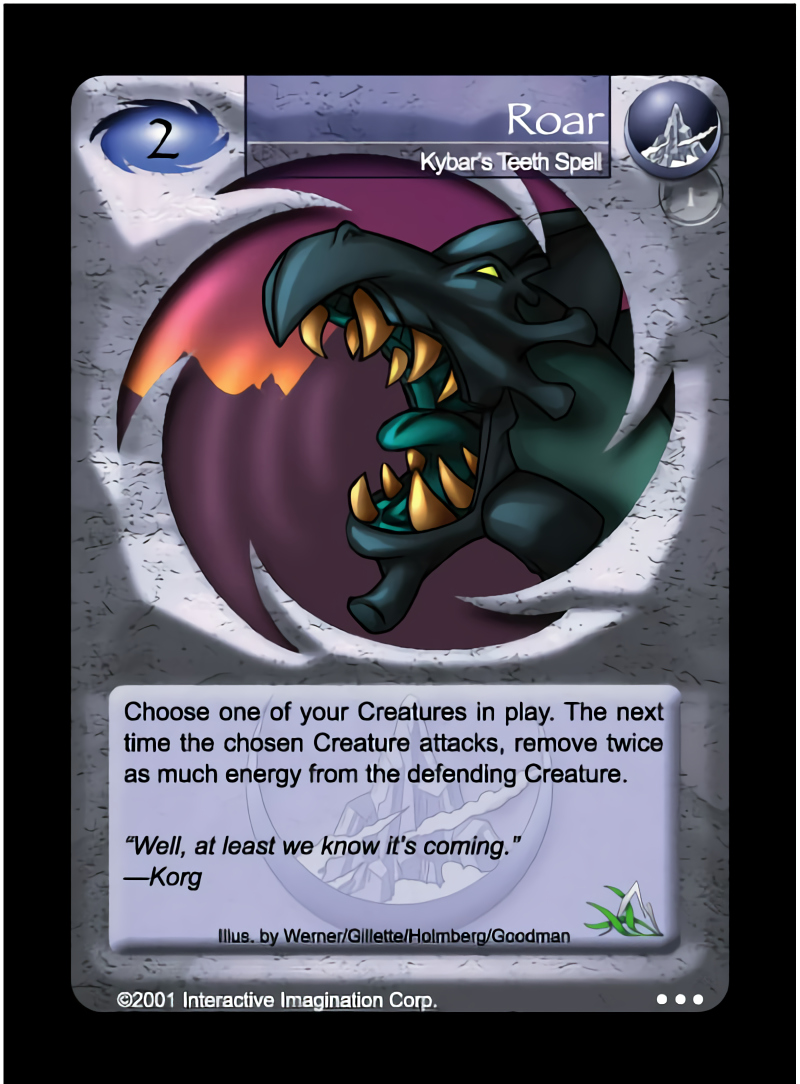 2
Roar
Kybar's Teeth Spell
1
Choose one of your Creatures in play. The next
time the chosen Creature attacks, remove twice
as much energy from the defending Creature.
“Well, at least we know it's coming.”
—Korg
Illus. by Werner/Gillette/Holmberg/Goodman
©2001 Interactive Imagination Corp.